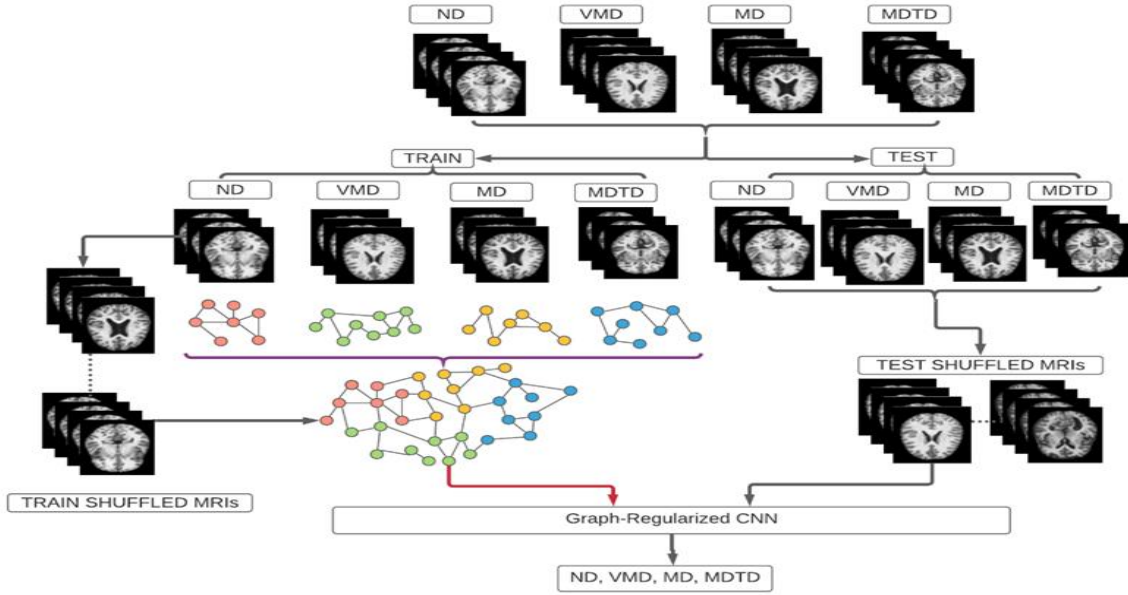 ND VMD MD MDTD
TRAIN TEST
ND VMD MD MDTD ND VMD MD MDTD
TEST SHUFFLED MRIs
TRAIN SHUFFLED MRIs
Graph-Regularized CNN
ND, VMD, MD, MDTD